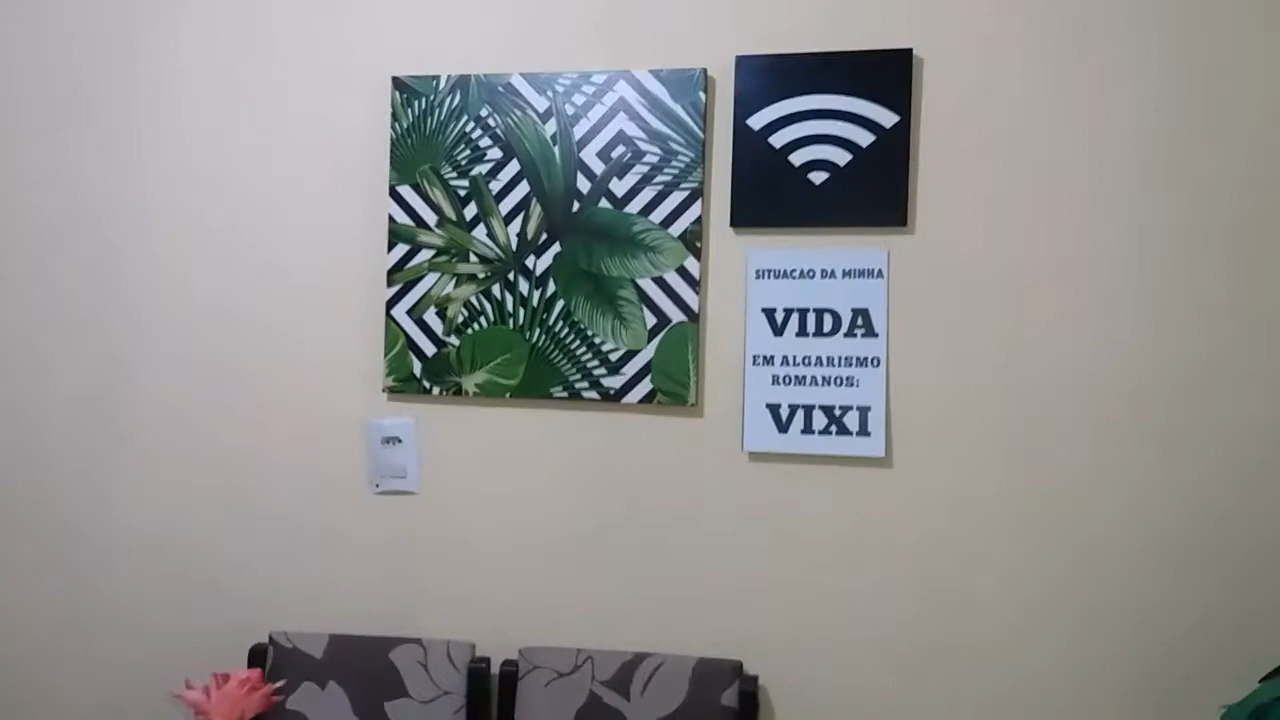 SITUACAO DA MINHA
VIDA
EM ALGARISMO
ROMANOS:
VIXI